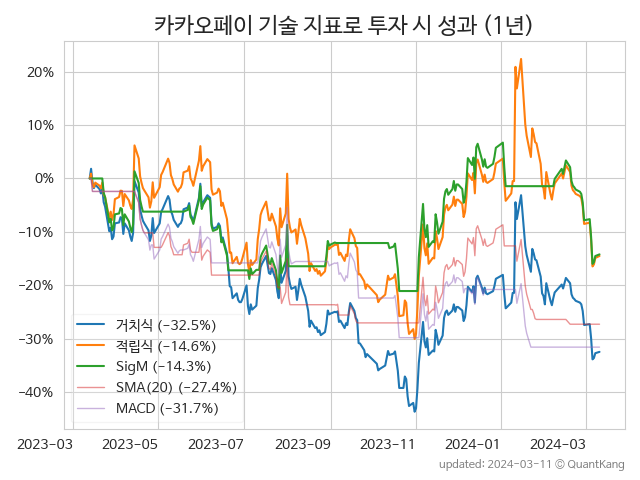 카카오페이 기술 지표로 투자 시 성과 (1년)
20%
10%
0%
−10%
−20%
−30%
−40%
거치식 (−32.5%)
적립식 (−14.6%)
SigM (−14.3%)
SMA(20) (−27.4%)
MACD (−31.7%)
2023-03 2023-05 2023-07 2023-09 2023-11 2024-01 2024-03
updated: 2024-03-11 © QuantKang